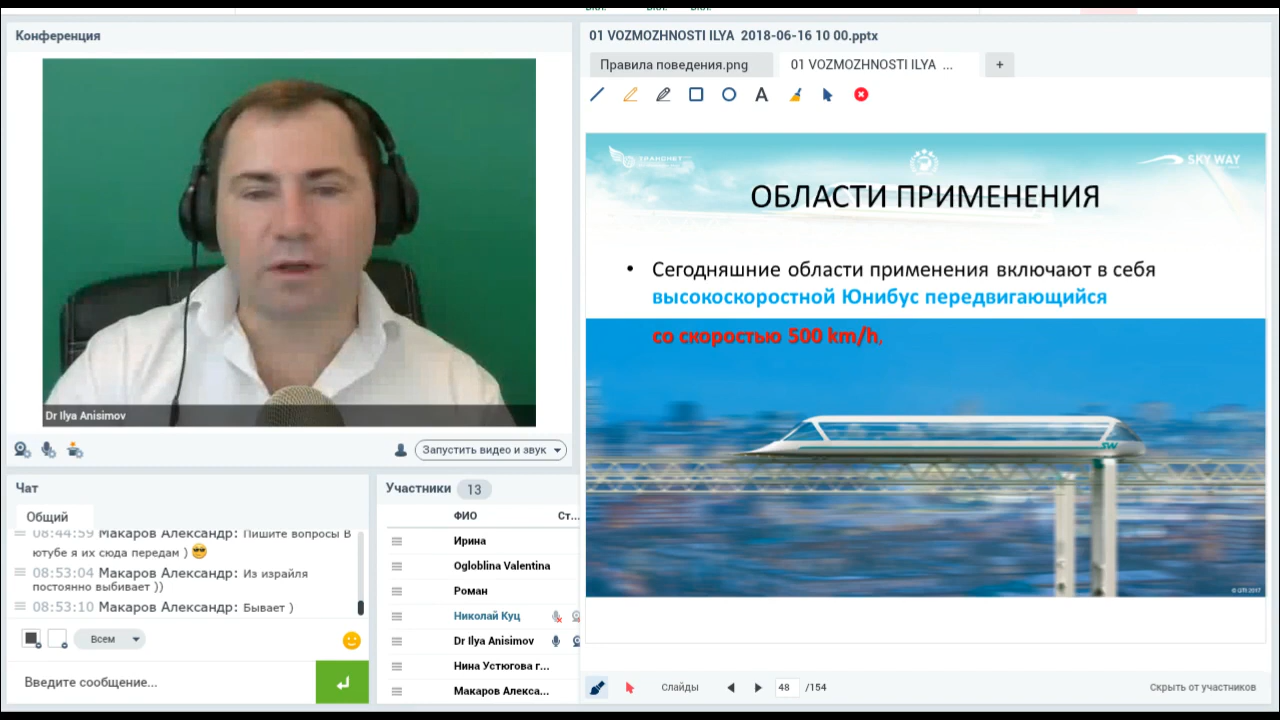 Конференция
Dr Ilya Anisimov
Запустить видео и звук
Чат
Общий
08:44:59 Макаров Александр: Пишите вопросы В
ютубе я их сюда передам )
08:53:04 Макаров Александр: Из израйля
постоянно выбивает ))
08:53:10 Макаров Александр: Бывает )
Всем
Введите сообщение...
Участники 13
ФИО Ст...
Ирина
Ogloblina Valentina
Роман
Николай Куц
Dr Ilya Anisimov
Нина Устюгова г...
Макаров Алекса...
01 VOZMOZHNOSTI ILYA 2018-06-16 10 00.pptx
Правила поведения.png
01 VOZMOZHNOSTI ILYA ...
+
A
SKY WAY
ОБЛАСТИ ПРИМЕНЕНИЯ
• Сегодняшние области применения включают в себя
высокоскоростной Юнибус передвигающийся
со скоростью 500 km/h,
SW
Слайды
48 /154
Скрыть от участников